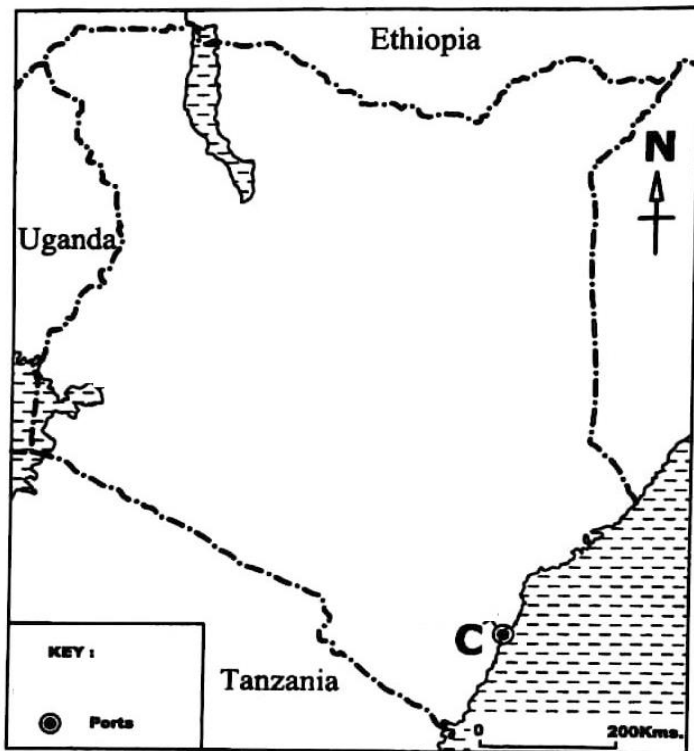 Ethiopia
N
Uganda
C
KEY :
Ports
Tanzania
0 200Kms.